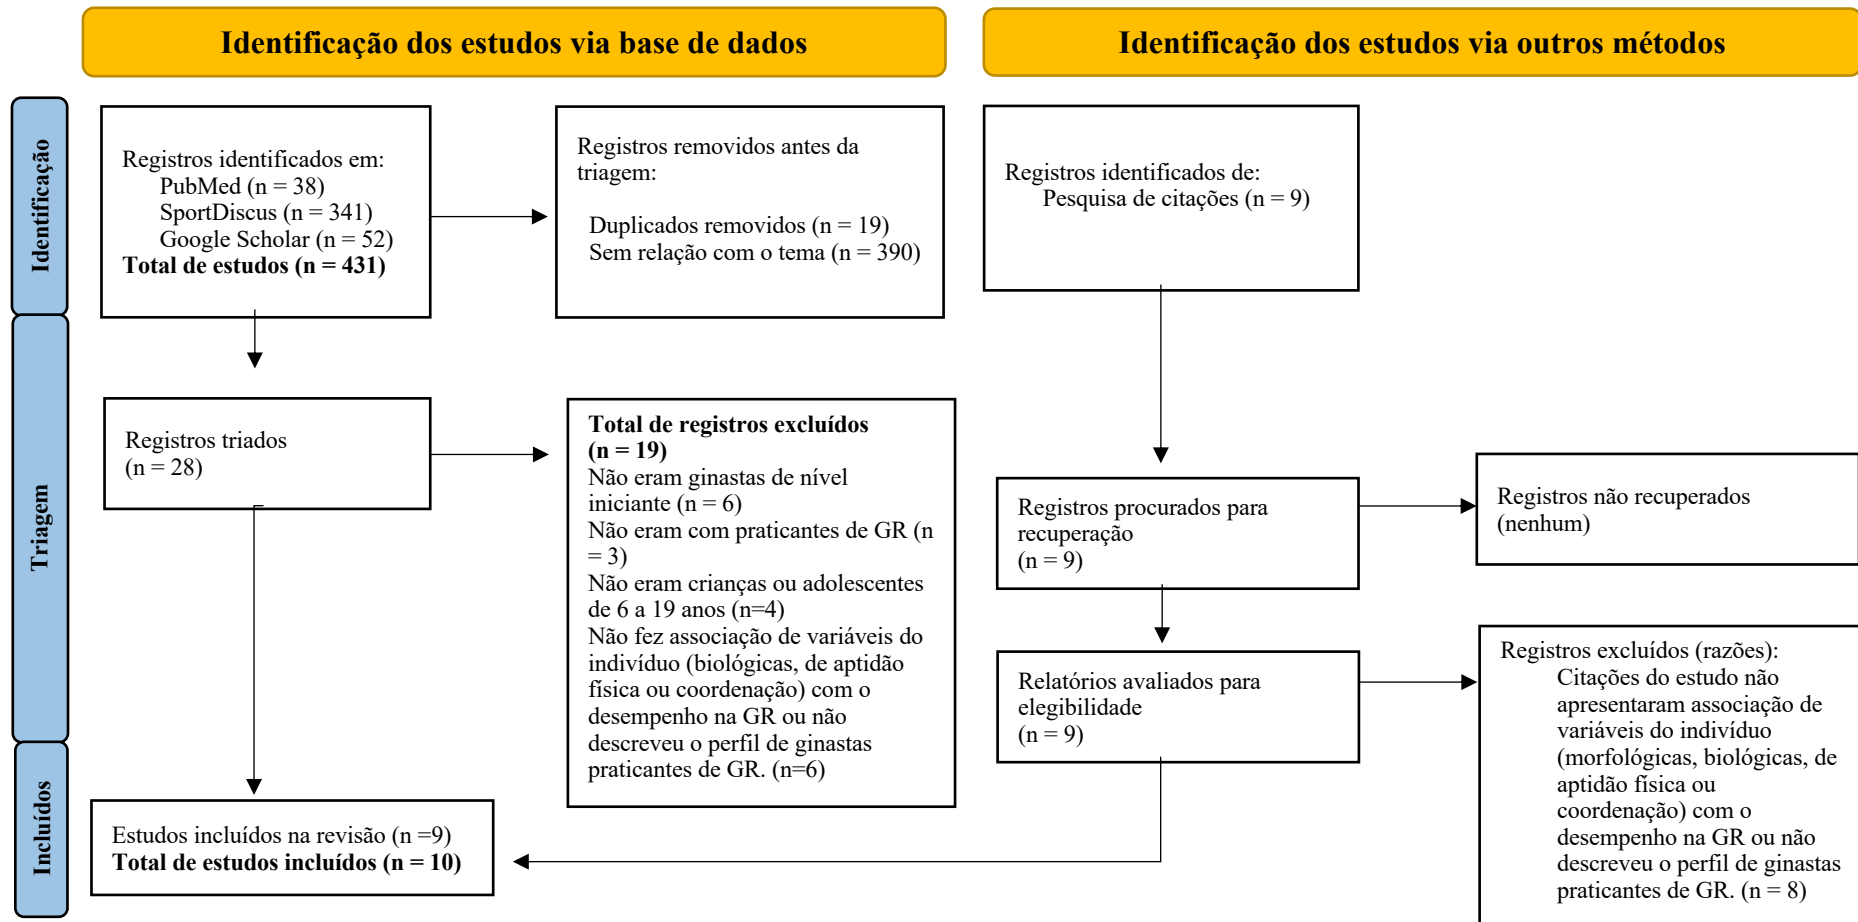 Identificação dos estudos via base de dados
Identificação dos estudos via outros métodos
Identificação
Registros identificados em:
PubMed (n = 38)
SportDiscus (n = 341)
Google Scholar (n = 52)
Total de estudos (n = 431)
Registros removidos antes da
triagem:
Duplicados removidos (n = 19)
Sem relação com o tema (n = 390)
Registros identificados de:
Pesquisa de citações (n = 9)
Triagem
Registros triados
(n = 28)
Total de registros excluídos
(n = 19)
Não eram ginastas de nível
iniciante (n = 6)
Não eram com praticantes de GR (n
= 3)
Não eram crianças ou adolescentes
de 6 a 19 anos (n=4)
Não fez associação de variáveis do
indivíduo (biológicas, de aptidão
física ou coordenação) com o
desempenho na GR ou não
descreveu o perfil de ginastas
praticantes de GR. (n=6)
Registros procurados para
recuperação
(n = 9)
Registros não recuperados
(nenhum)
Relatórios avaliados para
elegibilidade
(n = 9)
Registros excluídos (razões):
Citações do estudo não
apresentaram associação de
variáveis do indivíduo
(morfológicas, biológicas, de
aptidão física ou
coordenação) com o
desempenho na GR ou não
descreveu o perfil de ginastas
praticantes de GR. (n = 8)
Incluídos
Estudos incluídos na revisão (n =9)
Total de estudos incluídos (n = 10)